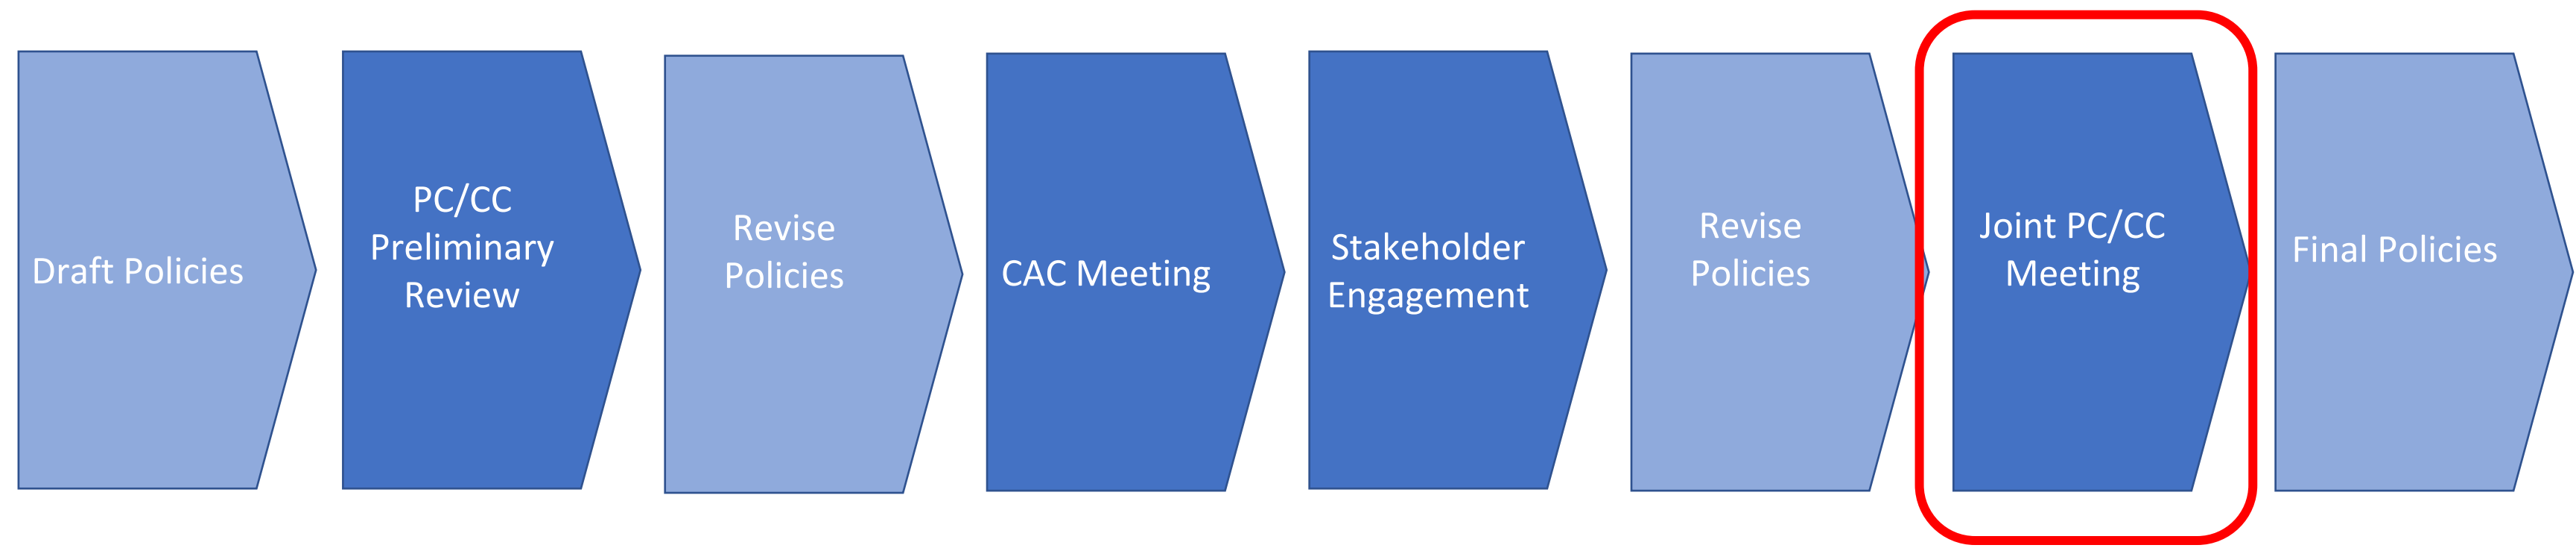 Draft Policies
PC/CC
Preliminary
Review
Revise
Policies
CAC Meeting
Stakeholder
Engagement
Revise
Policies
Joint PC/CC
Meeting
Final Policies